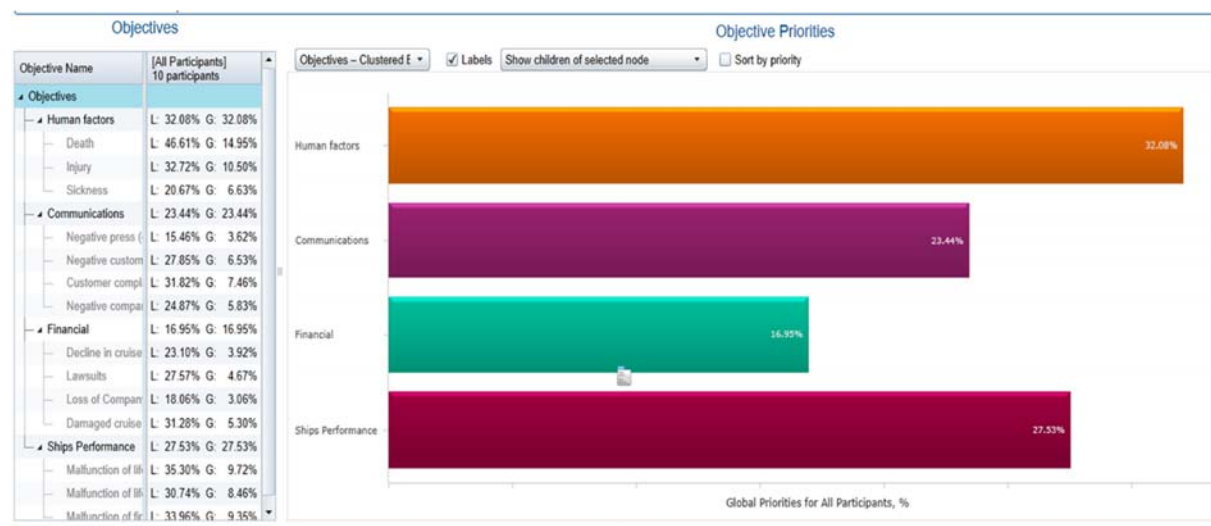 Objectives
Objective Priorities
Objective Name
[All Participants]
10 participants
Objectives – Clustered
Labels
Show children of selected node
Sort by priority
Objectives
Human factors L: 32.08% G: 32.08%
Death L: 46.61% G: 14.95%
Injury L: 32.72% G: 10.50%
Sickness L: 20.67% G: 6.63%
Communications L: 23.44% G: 23.44%
Negative press ( L: 15.46% G: 3.62%
Negative custom L: 27.85% G: 6.53%
Customer compl L: 31.82% G: 7.46%
Negative compa L: 24.87% G: 5.83%
Financial L: 16.95% G: 16.95%
Decline in cruise L: 23.10% G: 3.92%
Lawsuits L: 27.57% G: 4.67%
Loss of Compan L: 18.06% G: 3.06%
Damaged cruise L: 31.28% G: 5.30%
Ships Performance L: 27.53% G: 27.53%
Malfunction of lif L: 35.30% G: 9.72%
Malfunction of lif L: 30.74% G: 8.46%
Malfunction of fir L: 33.96% G: 9.35%
Human factors 32.08%
Communications 23.44%
Financial 16.95%
Ships Performance 27.53%
Global Priorities for All Participants, %